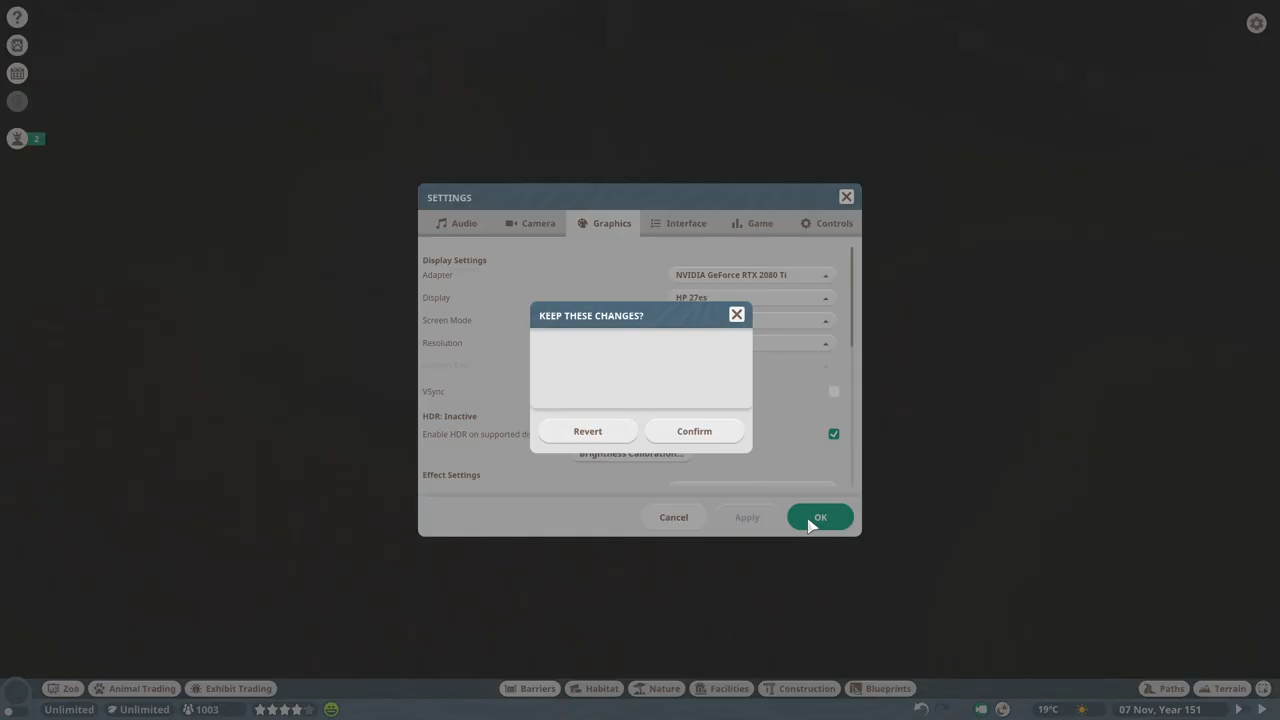 ?
2
SETTINGS
Audio Camera Graphics Interface Game Controls
Display Settings
Adapter NVIDIA GeForce RTX 2080 Ti
Display HP 27es
Screen Mode
Resolution
VSync
HDR: Inactive
Enable HDR on supported
Brightness Calibration...
Effect Settings
KEEP THESE CHANGES?
Revert Confirm
Cancel Apply OK
Zoo Animal Trading Exhibit Trading Barriers Habitat Nature Facilities Construction Blueprints Paths Terrain
Unlimited Unlimited 1003 19°C 07 Nov, Year 151